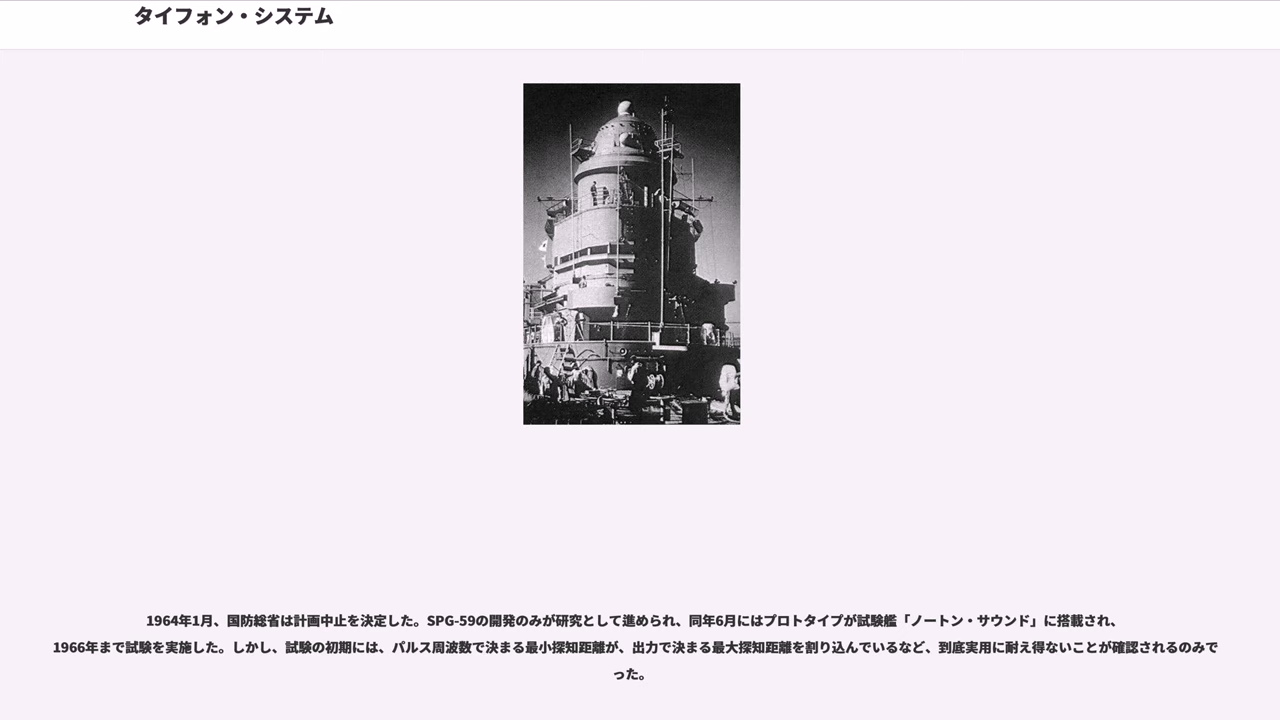 タイフォン・システム
1964年1月、国防総省は計画中止を決定した。SPG-59の開発のみが研究として進められ、同年6月にはプロトタイプが試験艦「ノートン・サウンド」に搭載され、
1966年まで試験を実施した。しかし、試験の初期には、パルス周波数で決まる最小探知距離が、出力で決まる最大探知距離を割り込んでいるなど、到底実用に耐え得ないことが確認されるのみで
った。